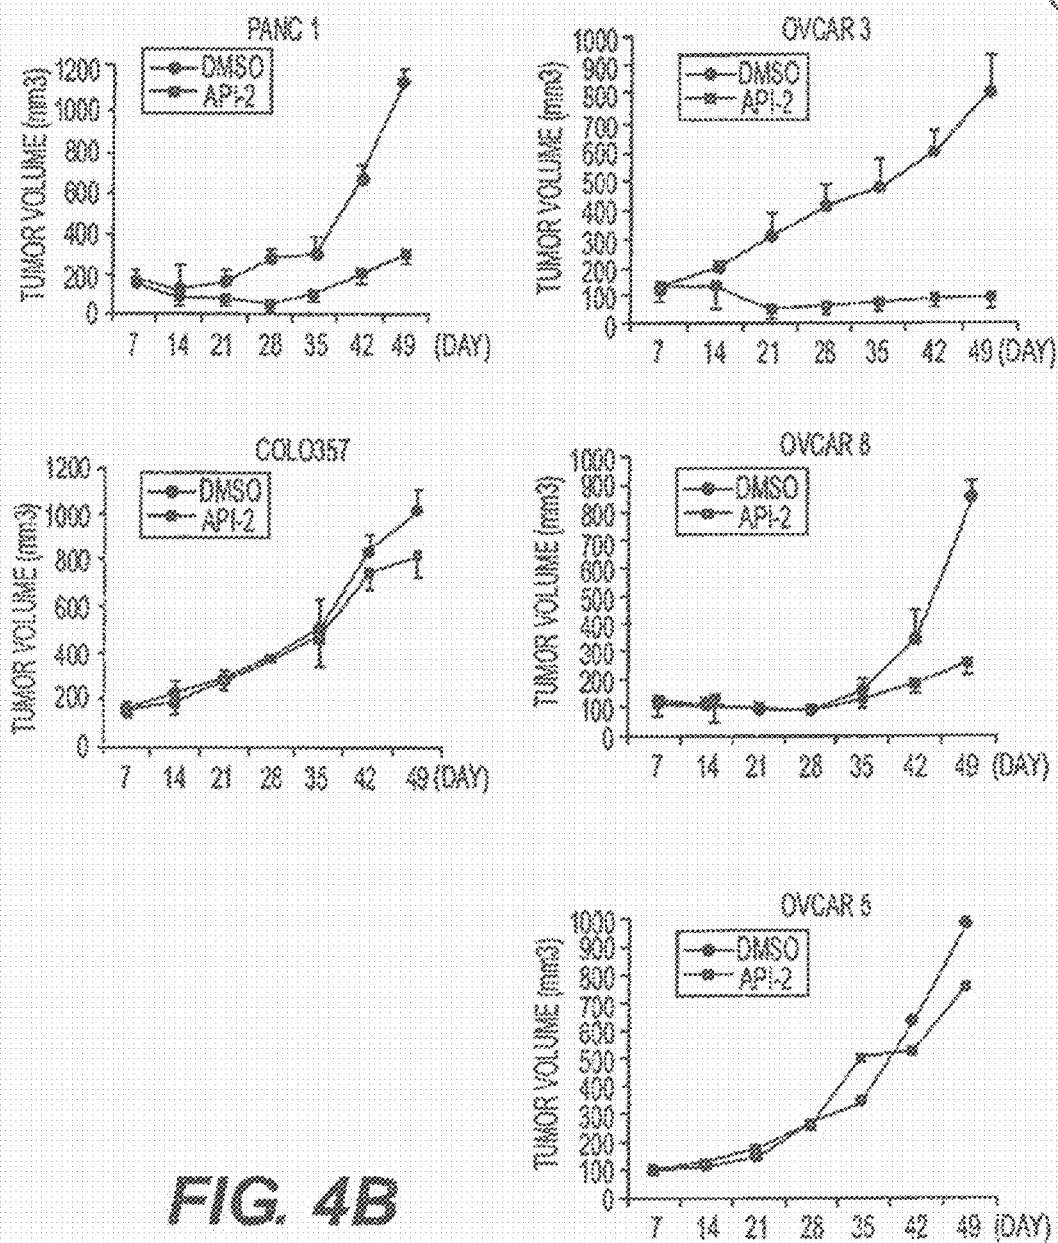 PANC 1
TUMOR VOLUME (mm3)
1200
1000
800
600
400
200
0
DMSO
API-2
7 14 21 28 35 42 49 (DAY)
OVCAR 3
TUMOR VOLUME (mm3)
1000
900
800
700
600
500
400
300
200
100
0
DMSO
API-2
7 14 21 28 35 42 49 (DAY)
COLO357
TUMOR VOLUME (mm3)
1200
1000
800
600
400
200
0
DMSO
API-2
7 14 21 28 35 42 49 (DAY)
OVCAR 8
TUMOR VOLUME (mm3)
1000
900
800
700
600
500
400
300
200
100
0
DMSO
API-2
7 14 21 28 35 42 49 (DAY)
OVCAR 5
TUMOR VOLUME (mm3)
1000
900
800
700
600
500
400
300
200
100
0
DMSO
API-2
7 14 21 28 35 42 49 (DAY)
FIG. 4B